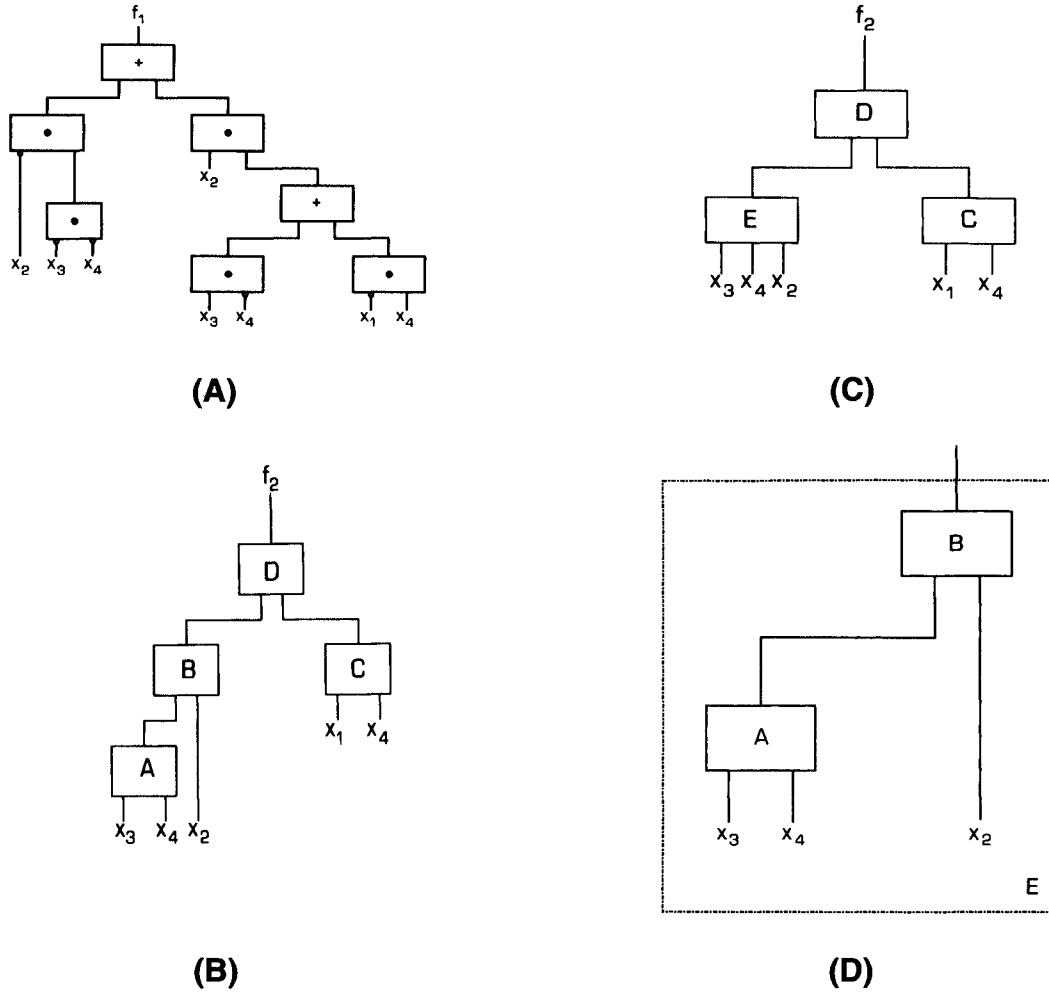 f₁
+
• •
x₂
+
•
x₂ x₃ x₄
• •
x₃ x₄ x₁ x₄
(A)
f₂
D
E C
x₃ x₄ x₂ x₁ x₄
(C)
f₂
D
B C
x₁ x₄
A
x₃ x₄ x₂
(B)
B
A
x₃ x₄ x₂
E
(D)